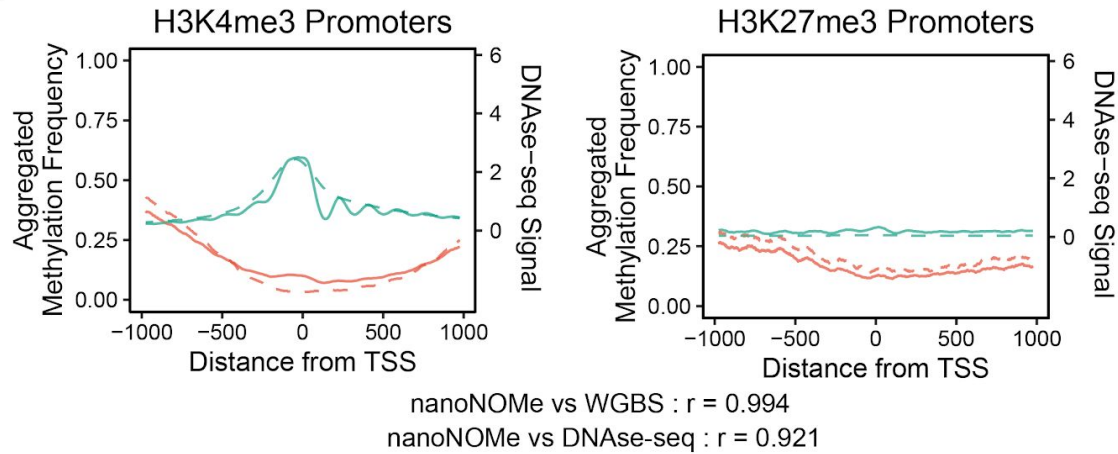 H3K4me3 Promoters
Aggregated
Methylation Frequency
1.00
0.75
0.50
0.25
0.00
6
4
2
0
DNAse-seq Signal
−1000
−500
0
500
1000
Distance from TSS
H3K27me3 Promoters
Aggregated
Methylation Frequency
1.00
0.75
0.50
0.25
0.00
6
4
2
0
DNAse-seq Signal
−1000
−500
0
500
1000
Distance from TSS
nanoNOMe vs WGBS : r = 0.994
nanoNOMe vs DNAse-seq : r = 0.921